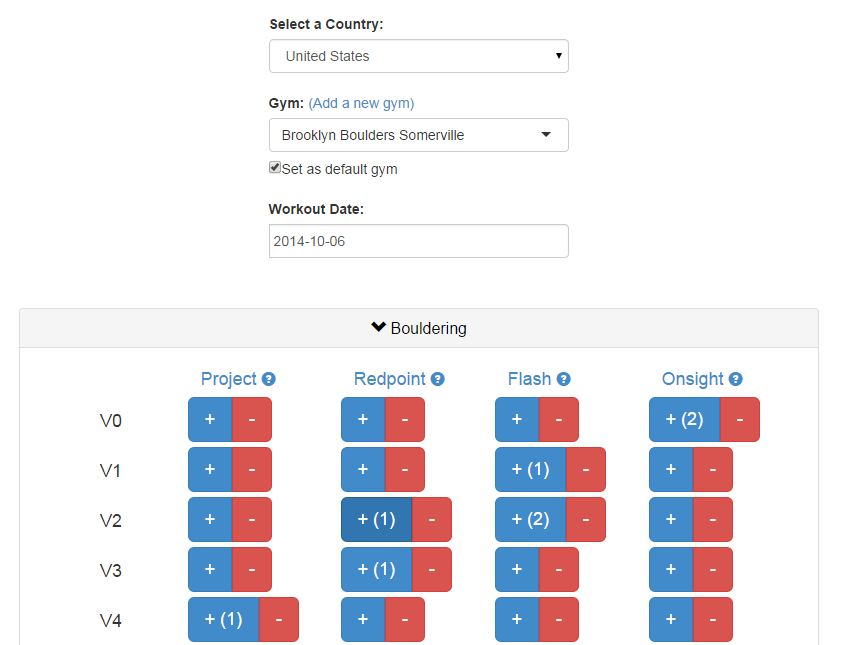 Select a Country:
United States
Gym: (Add a new gym)
Brooklyn Boulders Somerville
Set as default gym
Workout Date:
2014-10-06
Bouldering
Project ? Redpoint ? Flash ? Onsight ?
V0 + - + - + - + (2) -
V1 + - + - + (1) - + -
V2 + - + (1) - + (2) - + -
V3 + - + (1) - + - + -
V4 + (1) - + - + - + -